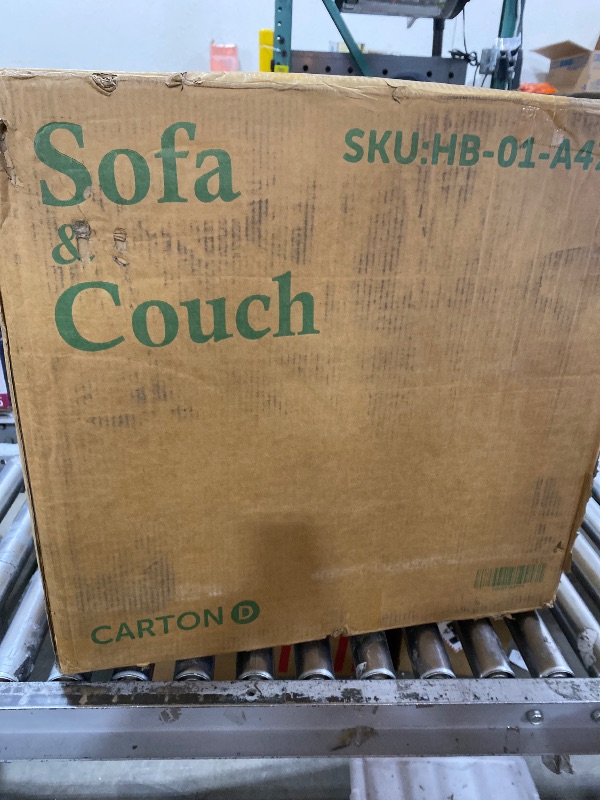 Sofa
&
Couch
SKU:HB-01-A4
CARTON D